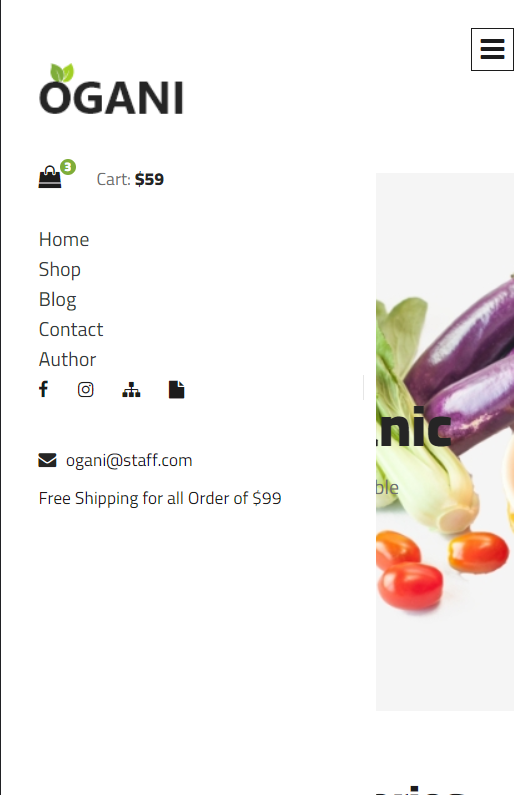 OGANI
3
Cart: $59
Home
Shop
Blog
Contact
Author
ogani@staff.com
Free Shipping for all Order of $99
nic
ble